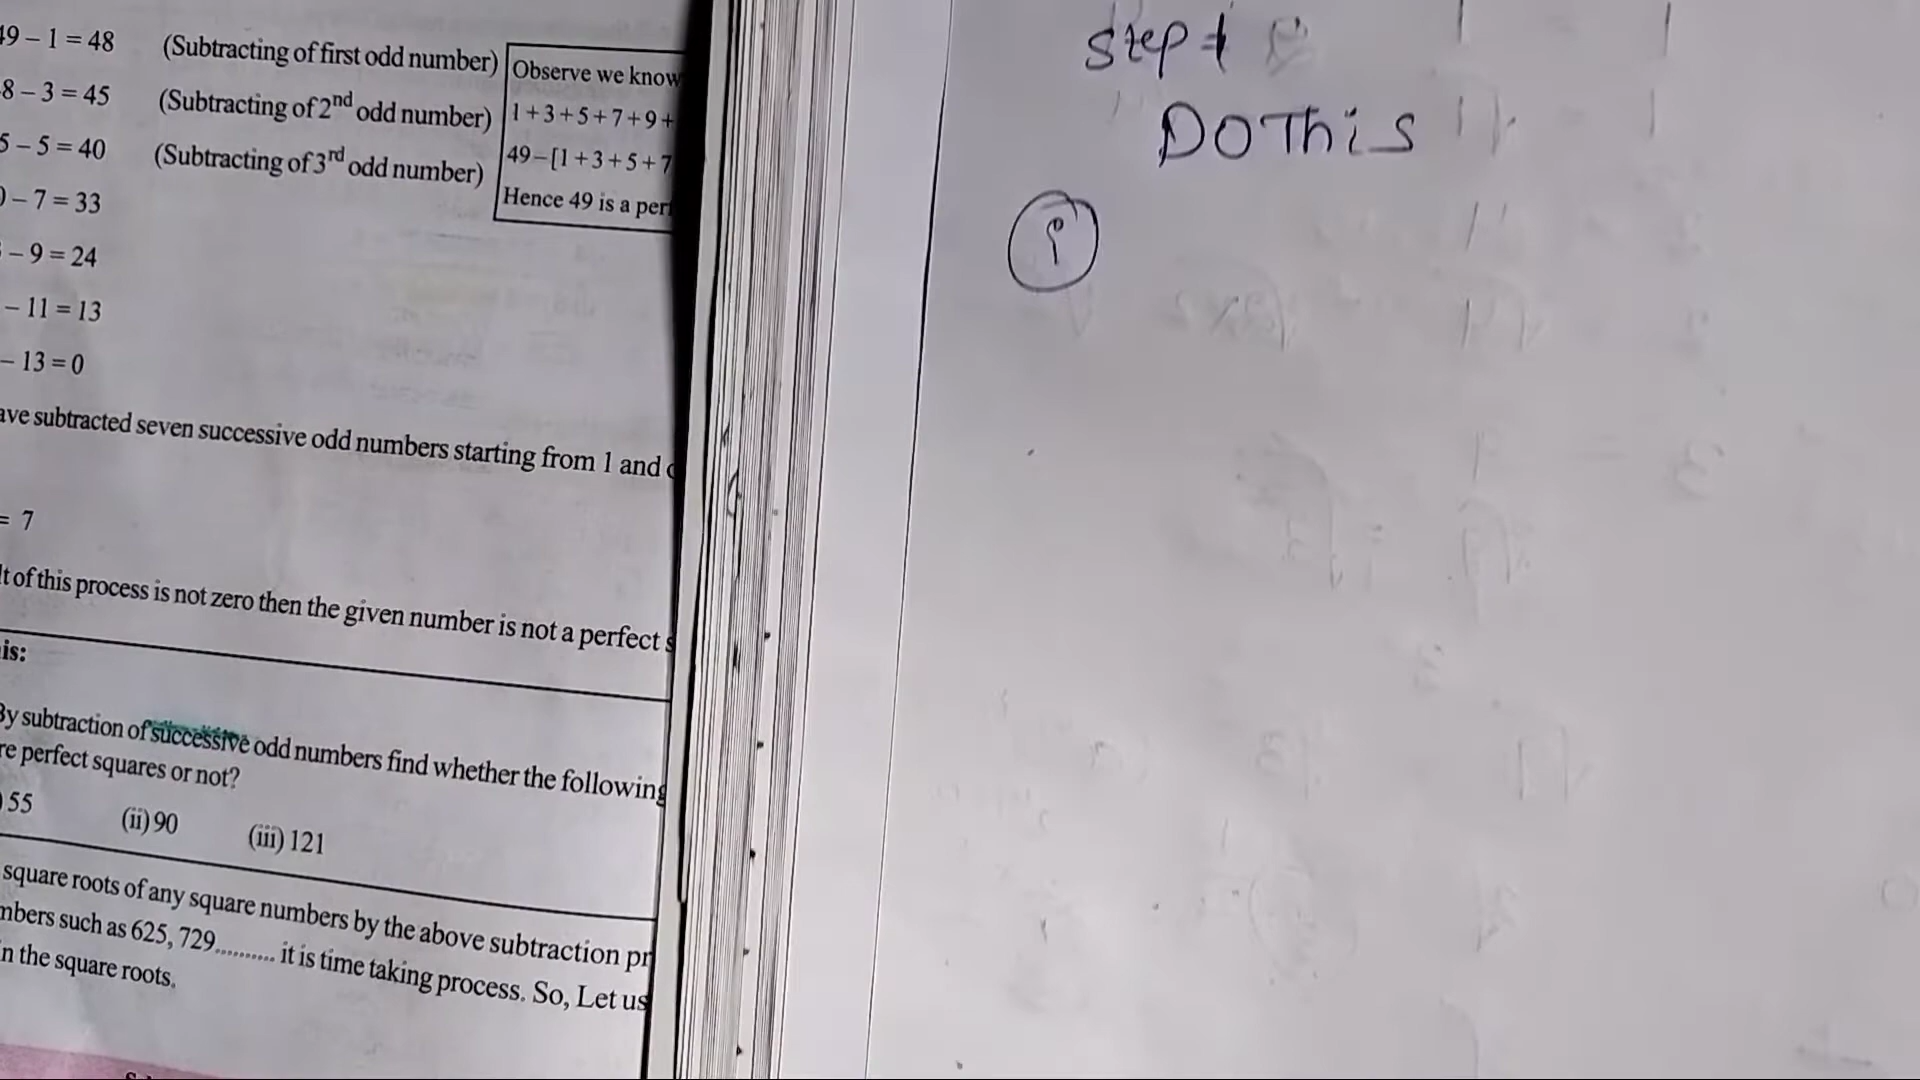 49 – 1 = 48 (Subtracting of first odd number)
8 – 3 = 45 (Subtracting of 2nd odd number)
5 – 5 = 40 (Subtracting of 3rd odd number)
– 7 = 33
– 9 = 24
– 11 = 13
– 13 = 0
Observe we know
1 + 3 + 5 + 7 + 9 +
49 – [1 + 3 + 5 + 7
Hence 49 is a per
ave subtracted seven successive odd numbers starting from 1 and
= 7
lt of this process is not zero then the given number is not a perfect s
is:
By subtraction of successive odd numbers find whether the following
re perfect squares or not?
) 55 (ii) 90 (iii) 121
square roots of any square numbers by the above subtraction pr
mbers such as 625, 729.......... it is time taking process. So, Let us
in the square roots.
Step 1
DO This